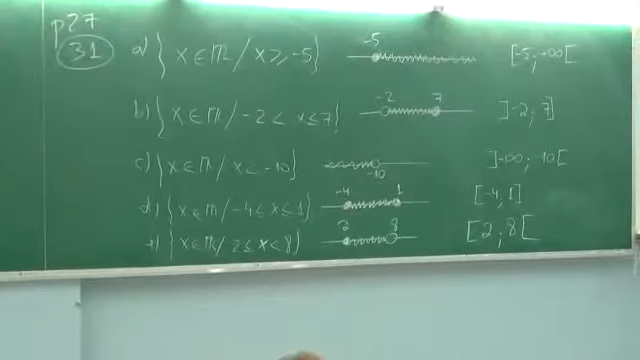 p27
31 a) {x∈ℝ/x≥-5} -5 [-5;+∞[
b) {x∈ℝ/-2<x≤7} -2 7 ]-2;7]
c) {x∈ℝ/x<-10} -10 ]-∞;-10[
d) {x∈ℝ/-4≤x≤1} -4 1 [-4,1]
{x∈ℝ/2≤x<8} 2 8 [2;8[